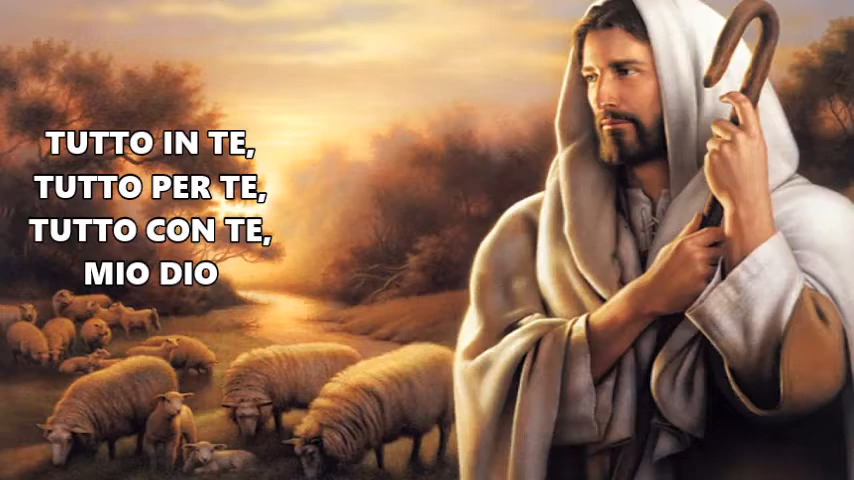 TUTTO IN TE,
TUTTO PER TE,
TUTTO CON TE,
MIO DIO